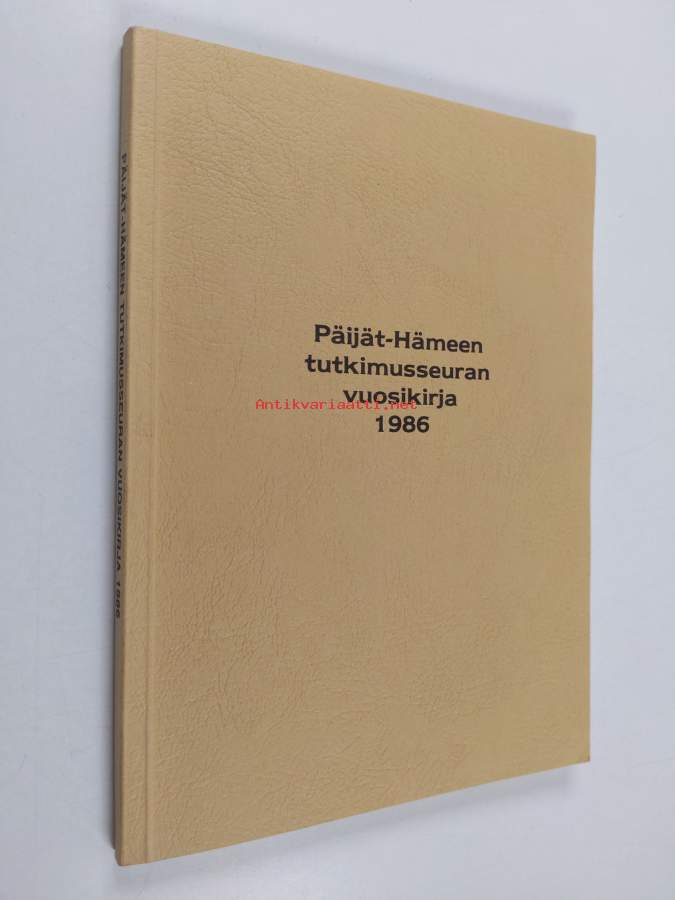 Päijät-Hämeen
tutkimusseuran
vuosikirja
1986
Antikvariaatti.net
PÄIJÄT-HÄMEEN TUTKIMUSSEURAN VUOSIKIRJA 1986